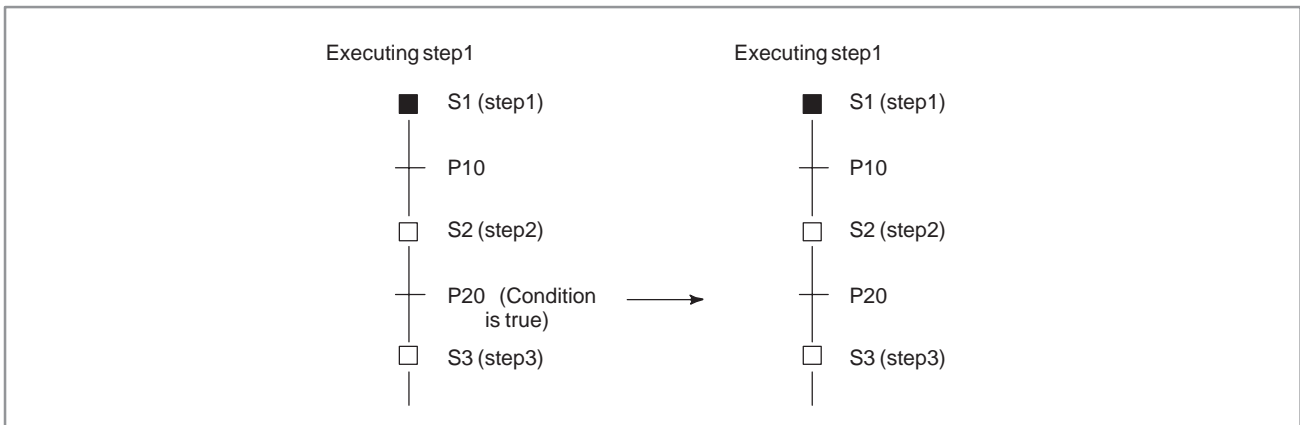 Executing step1
S1 (step1)
P10
S2 (step2)
P20 (Condition
is true)
S3 (step3)
Executing step1
S1 (step1)
P10
S2 (step2)
P20
S3 (step3)